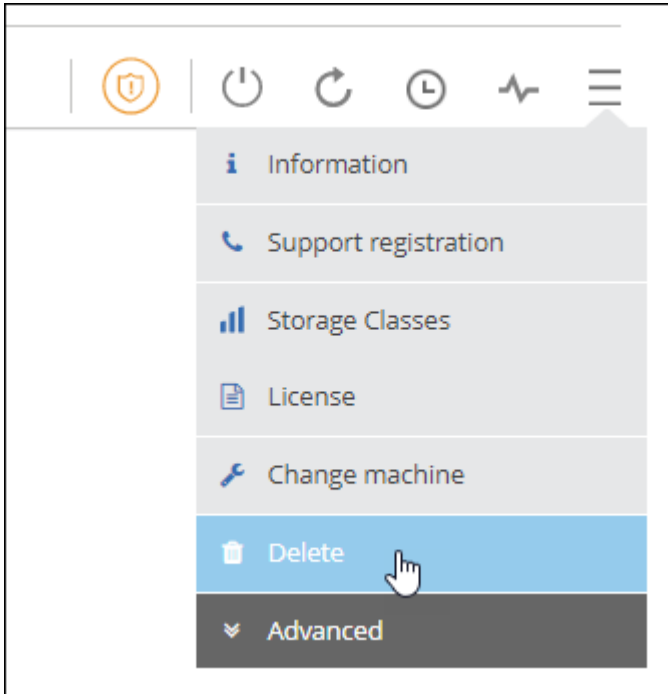 Information
Support registration
Storage Classes
License
Change machine
Delete
Advanced